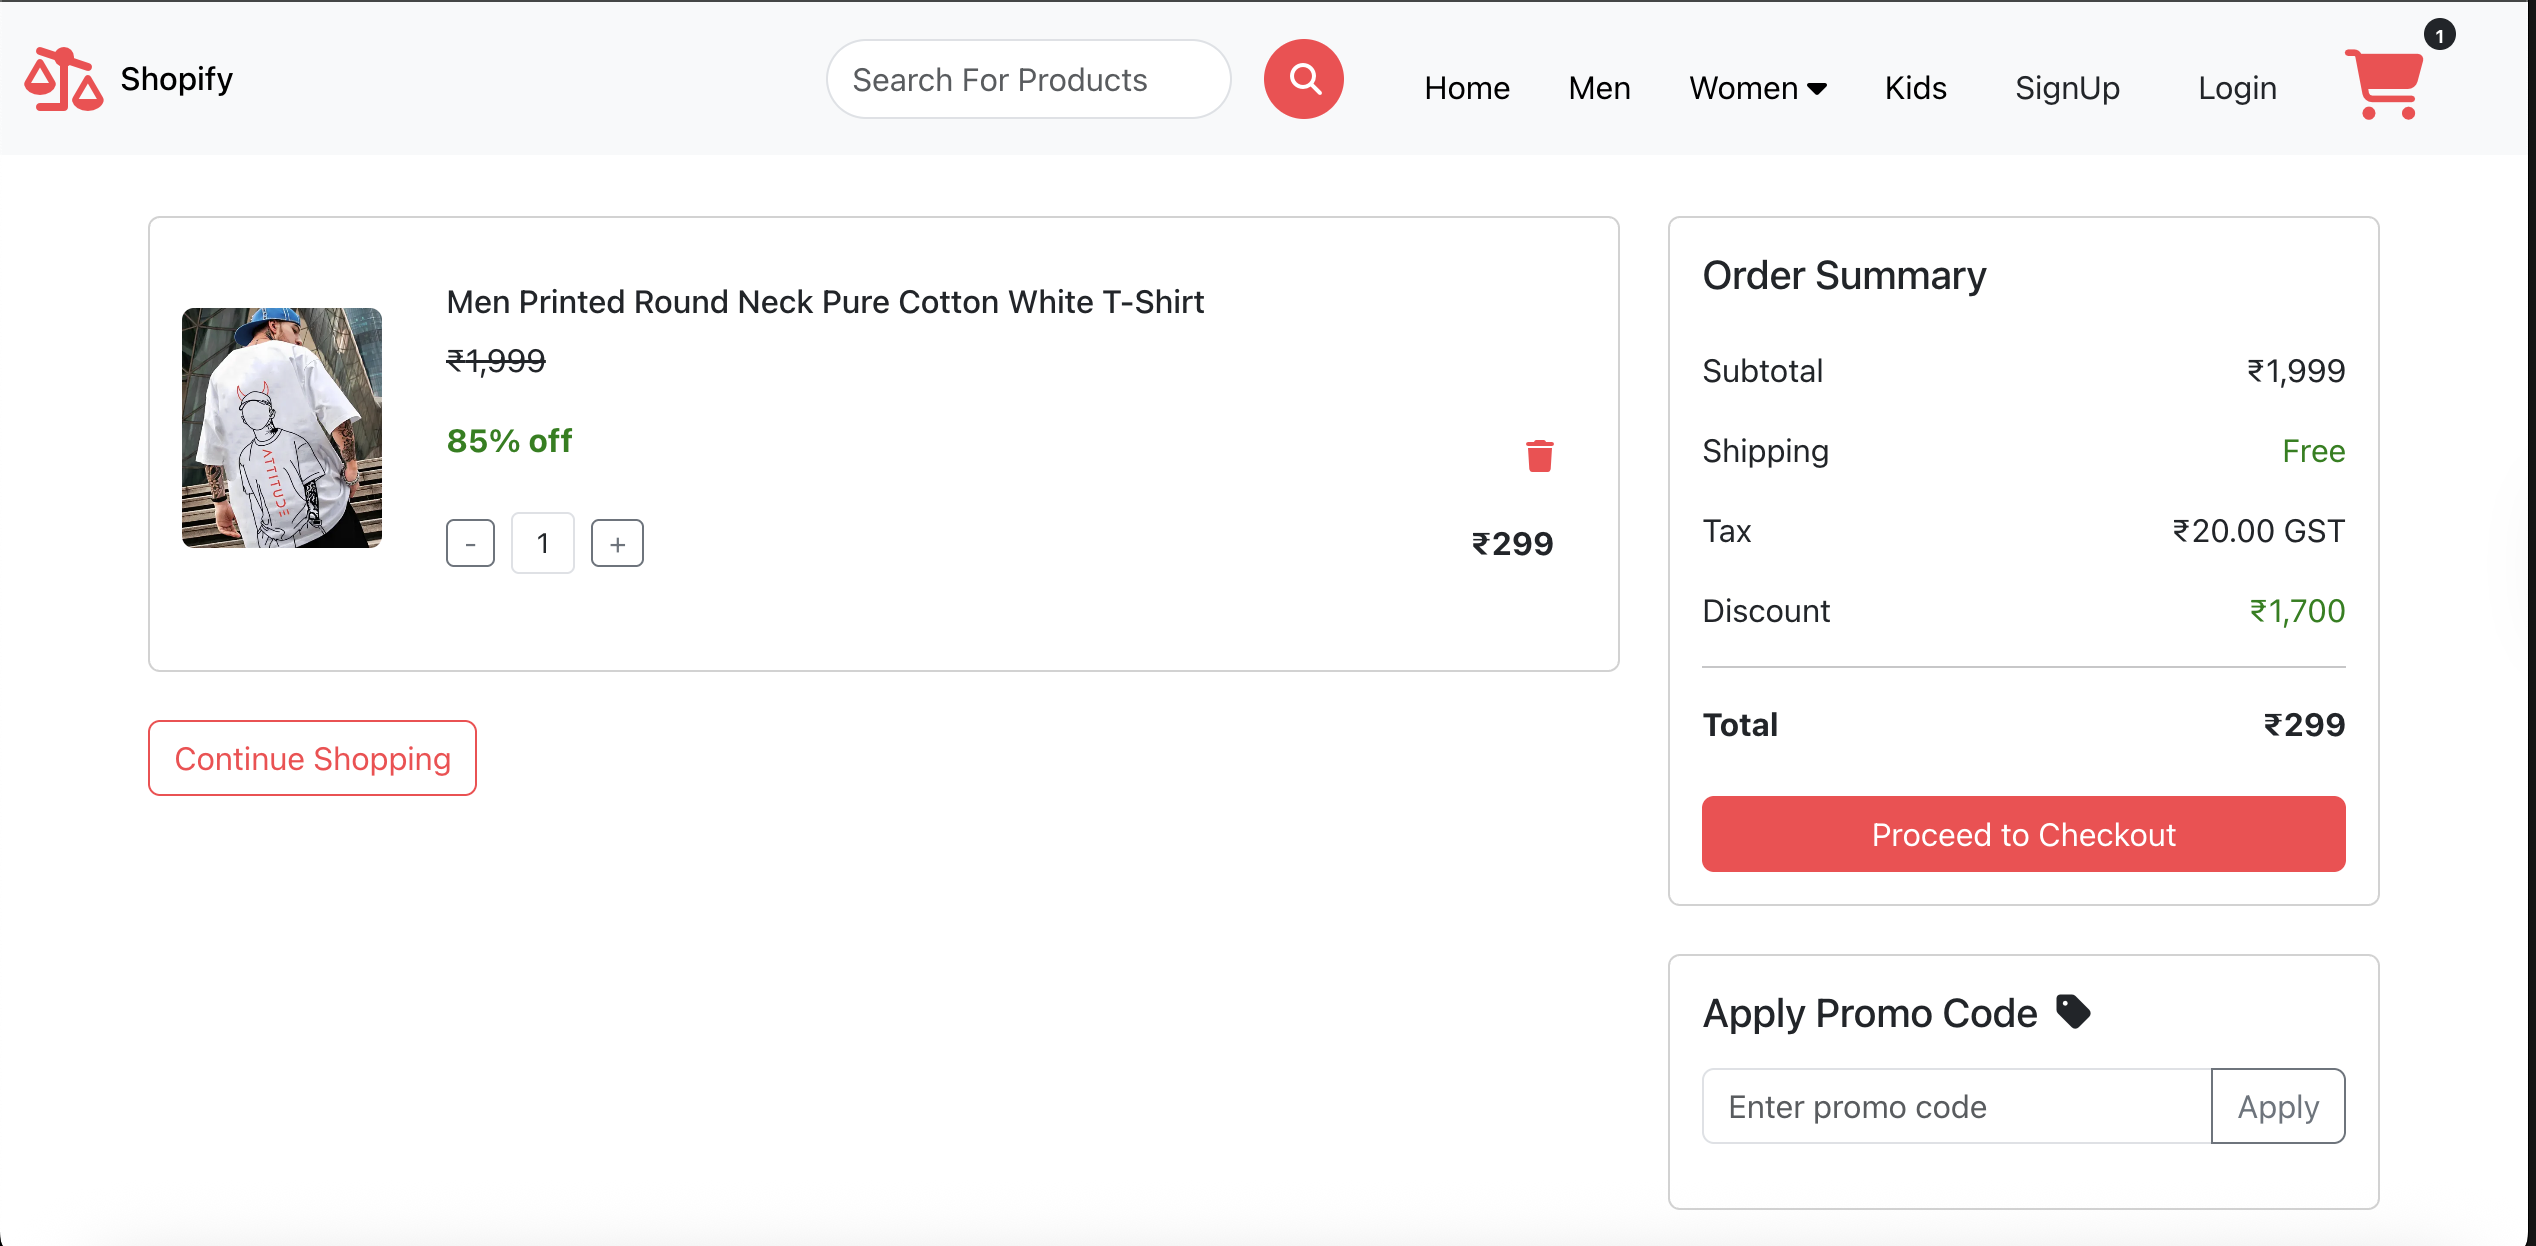 Shopify
Search For Products
Home
Men
Women
Kids
SignUp
Login
1
Men Printed Round Neck Pure Cotton White T-Shirt
₹1,999
85% off
- 1 +
₹299
ATTITUCE
Continue Shopping
Order Summary
Subtotal ₹1,999
Shipping Free
Tax ₹20.00 GST
Discount ₹1,700
Total ₹299
Proceed to Checkout
Apply Promo Code
Enter promo code
Apply